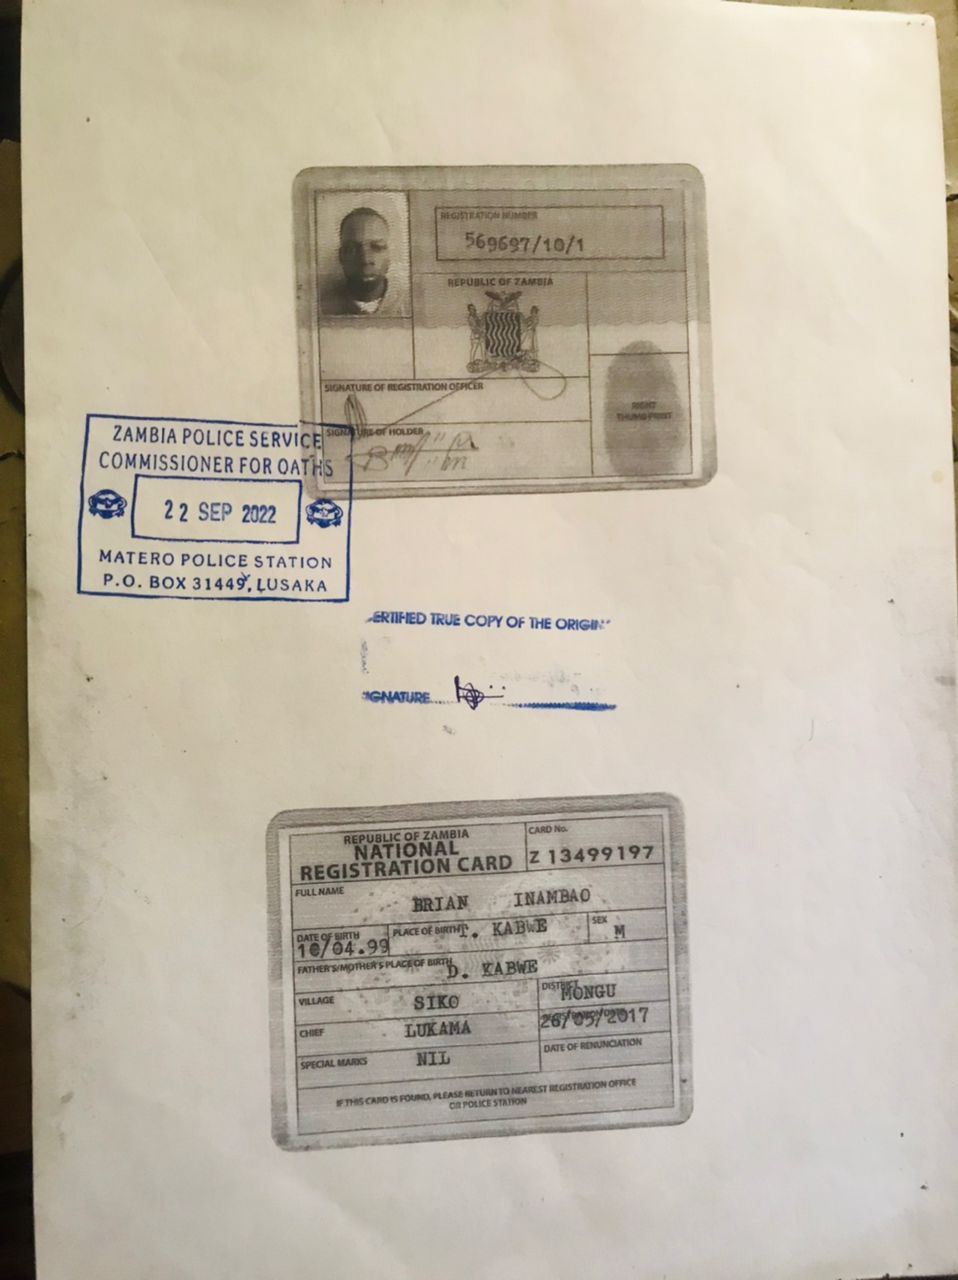 REGISTRATION NUMBER
569697/10/1
REPUBLIC OF ZAMBIA
SIGNATURE OF REGISTRATION OFFICER
RIGHT
THUMB PRINT
SIGNATURE OF HOLDER
ZAMBIA POLICE SERVICE
COMMISSIONER FOR OATHS
22 SEP 2022
MATERO POLICE STATION
P.O. BOX 31449, LUSAKA
ERTIFIED TRUE COPY OF THE ORIGIN
IGNATURE
REPUBLIC OF ZAMBIA
NATIONAL
REGISTRATION CARD
CARD No.
Z 13499197
FULL NAME
BRIAN INAMBAO
DATE OF BIRTH
10/04.99
PLACE OF BIRTH T. KABWE
SEX
M
FATHER'S/MOTHER'S PLACE OF BIRTH D. KABWE
VILLAGE SIKO
DISTRICT
MONGU
CHIEF LUKAMA
26/05/2017
SPECIAL MARKS NIL
DATE OF RENUNCIATION
IF THIS CARD IS FOUND, PLEASE RETURN TO NEAREST REGISTRATION OFFICE
OR POLICE STATION